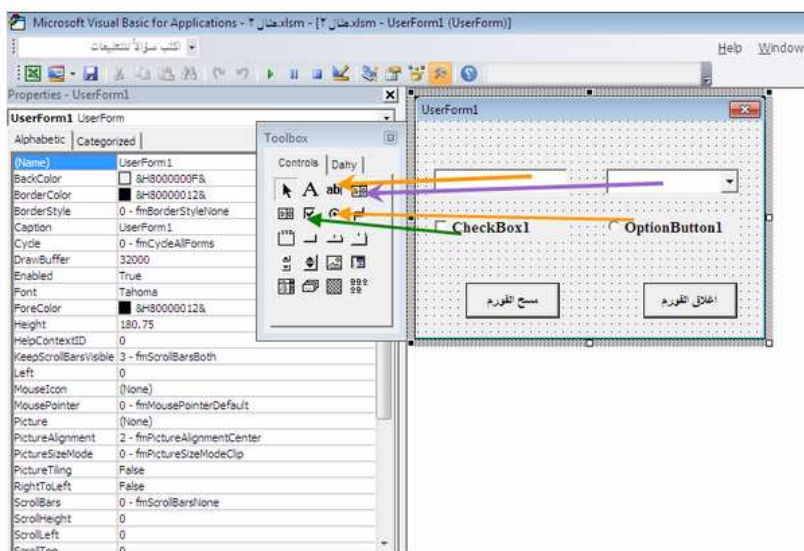 Microsoft Visual Basic for Applications - مثال ٢.xlsm - [مثال ٢.xlsm - UserForm1 (UserForm)]
اكتب سؤالاً للتعليمات
Help Window
Properties - UserForm1
UserForm1 UserForm
Alphabetic Categorized
(Name) UserForm1
BackColor &H8000000F&
BorderColor &H80000012&
BorderStyle 0 - fmBorderStyleNone
Caption UserForm1
Cycle 0 - fmCycleAllForms
DrawBuffer 32000
Enabled True
Font Tahoma
ForeColor &H80000012&
Height 180.75
HelpContextID 0
KeepScrollBarsVisible 3 - fmScrollBarsBoth
Left 0
MouseIcon (None)
MousePointer 0 - fmMousePointerDefault
Picture (None)
PictureAlignment 2 - fmPictureAlignmentCenter
PictureSizeMode 0 - fmPictureSizeModeClip
PictureTiling False
RightToLeft False
ScrollBars 0 - fmScrollBarsNone
ScrollHeight 0
ScrollLeft 0
ScrollTop 0
Toolbox
Controls Dahy
A ab
UserForm1
CheckBox1 OptionButton1
مسح الفورم
اغلاق الفورم